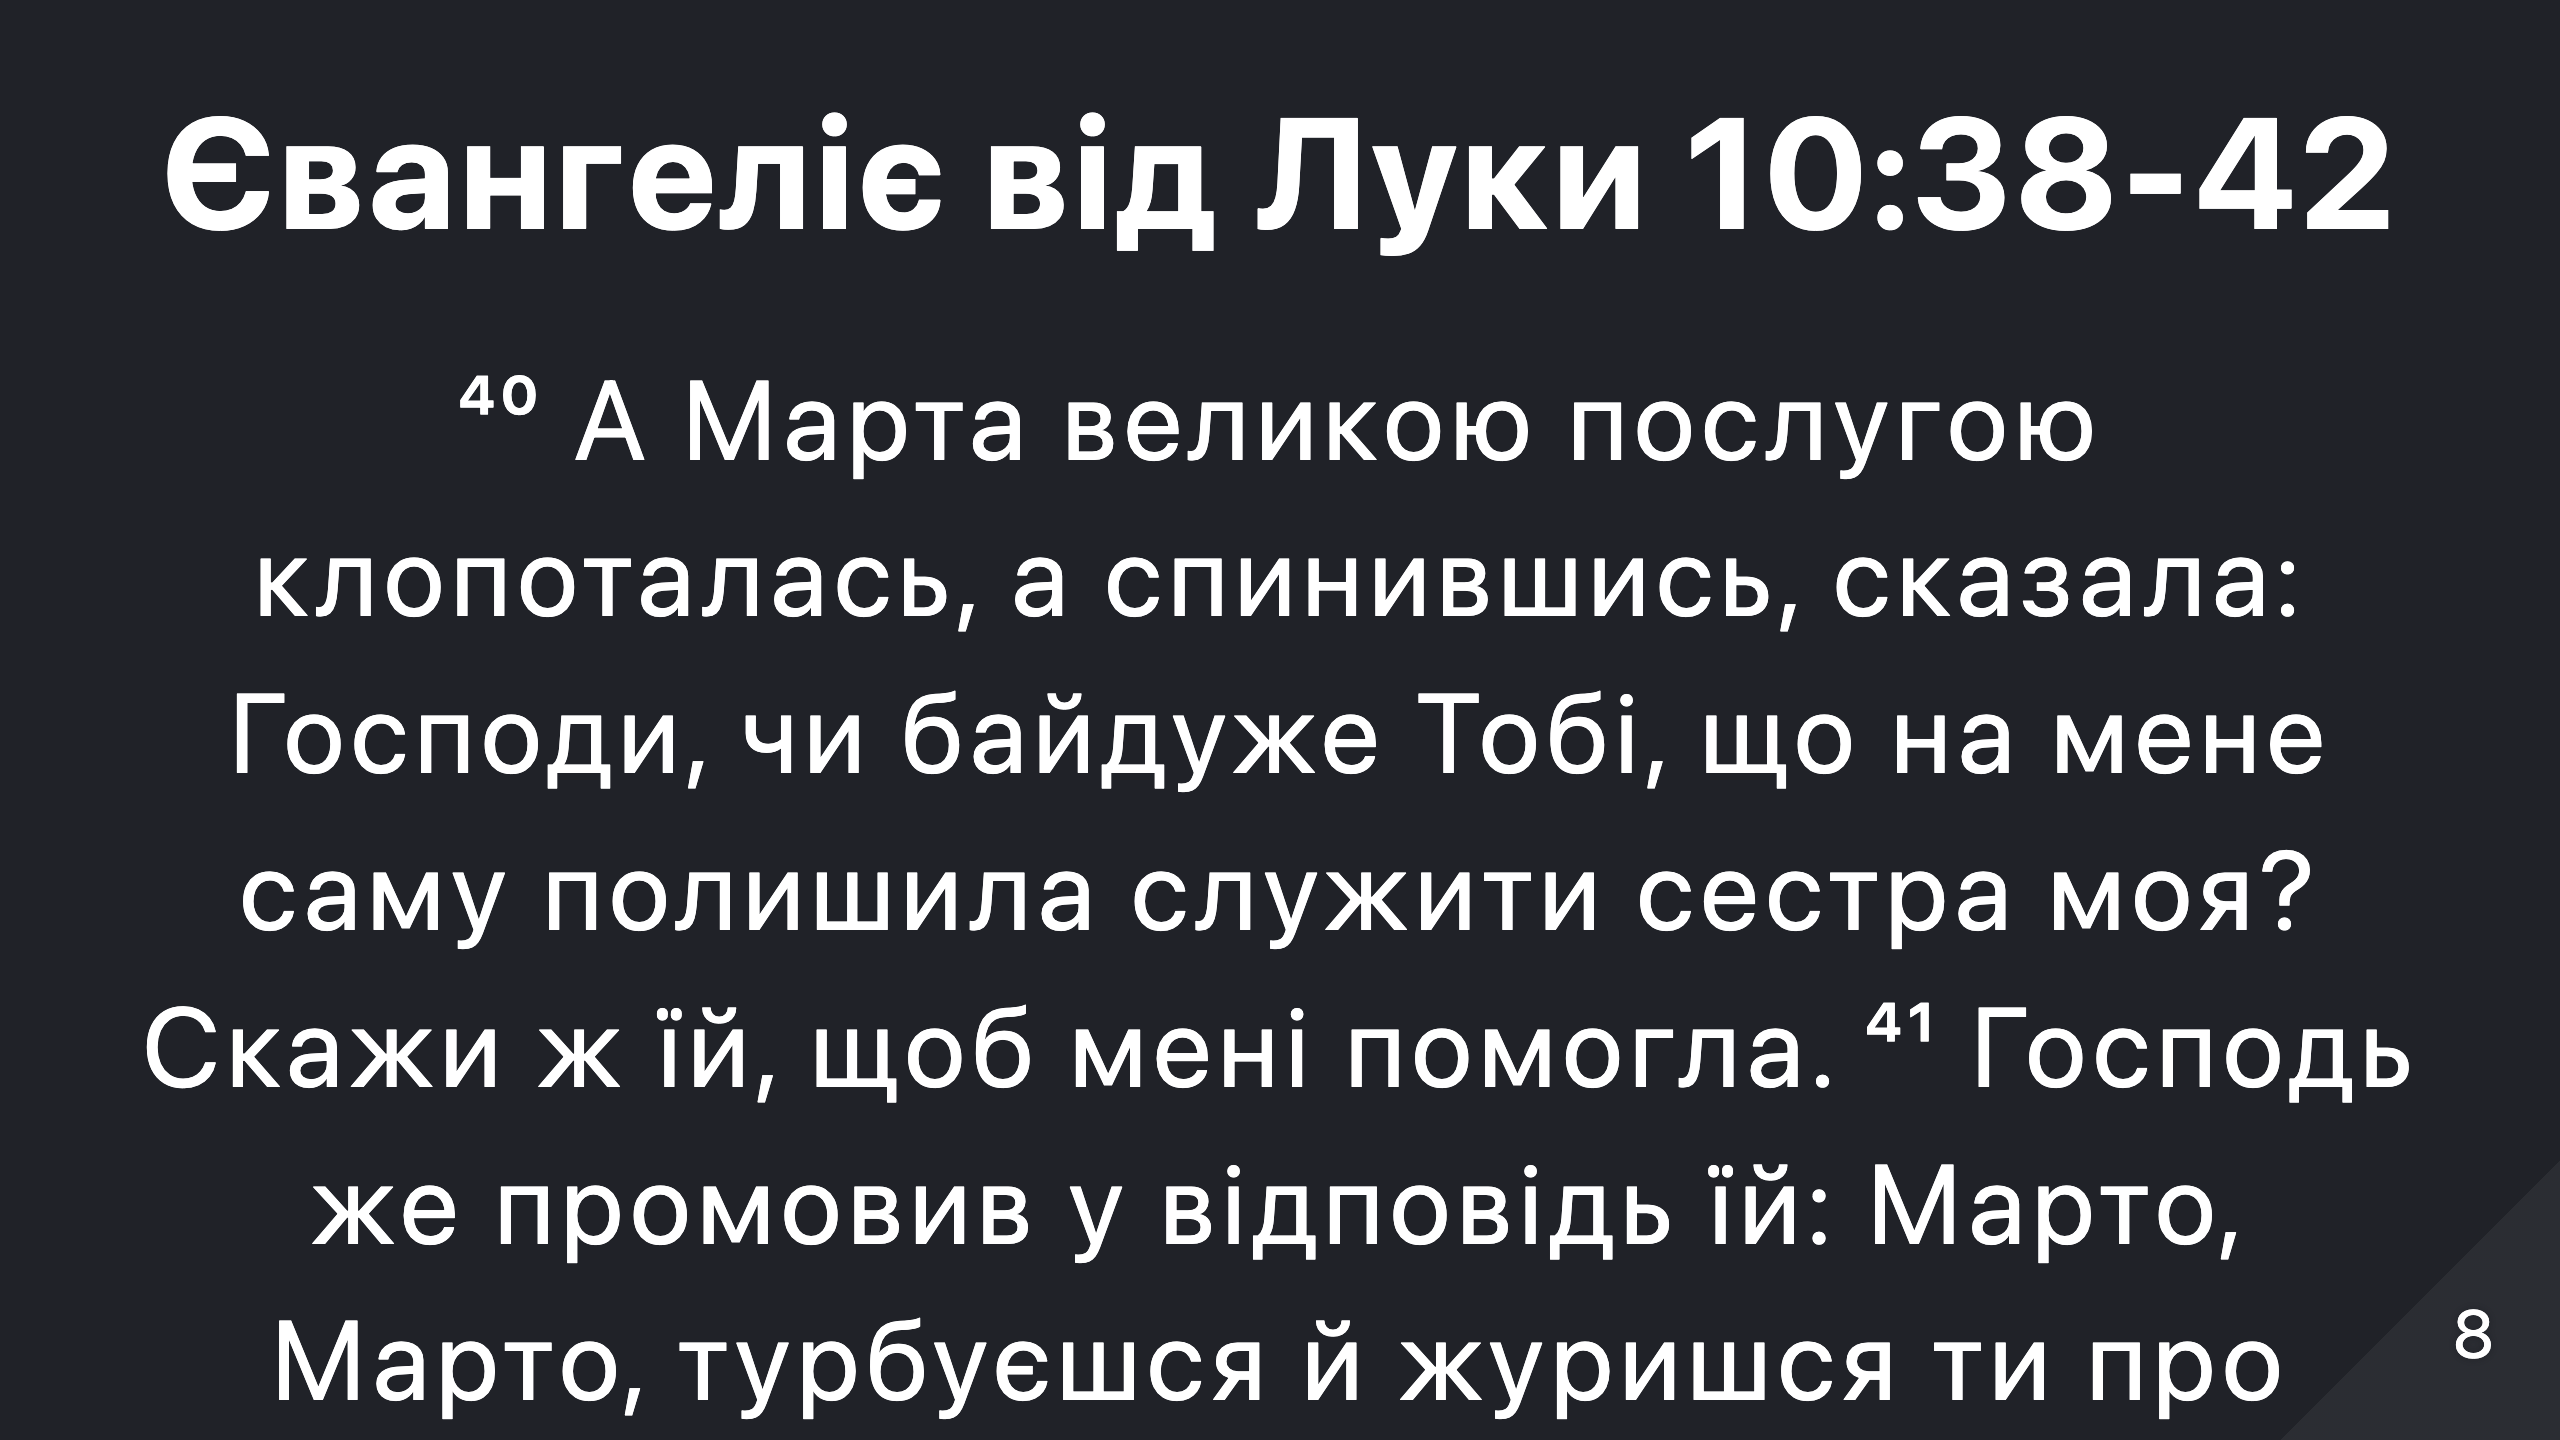 Євангеліє від Луки 10:38-42
⁴⁰ А Марта великою послугою
клопоталась, а спинившись, сказала:
Господи, чи байдуже Тобі, що на мене
саму полишила служити сестра моя?
Скажи ж їй, щоб мені помогла. ⁴¹ Господь
же промовив у відповідь їй: Марто,
Марто, турбуєшся й журишся ти про
8